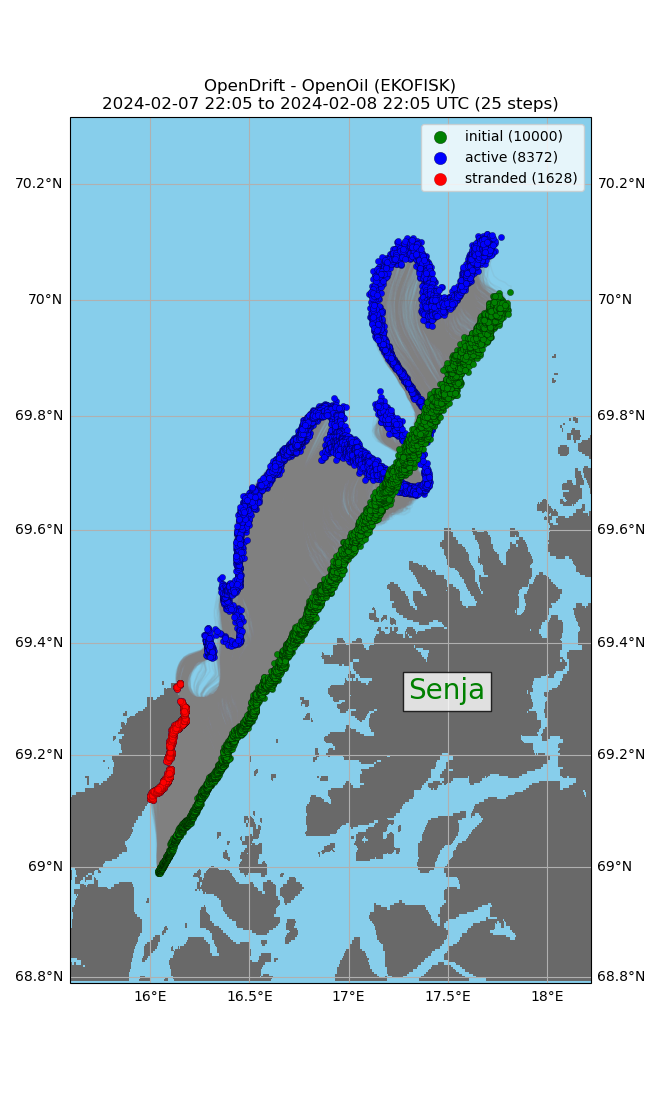 OpenDrift - OpenOil (EKOFISK)
2024-02-07 22:05 to 2024-02-08 22:05 UTC (25 steps)
initial (10000)
active (8372)
stranded (1628)
70.2°N 70.2°N
70°N 70°N
69.8°N 69.8°N
69.6°N 69.6°N
69.4°N 69.4°N
Senja
69.2°N 69.2°N
69°N 69°N
68.8°N 68.8°N
16°E 16.5°E 17°E 17.5°E 18°E